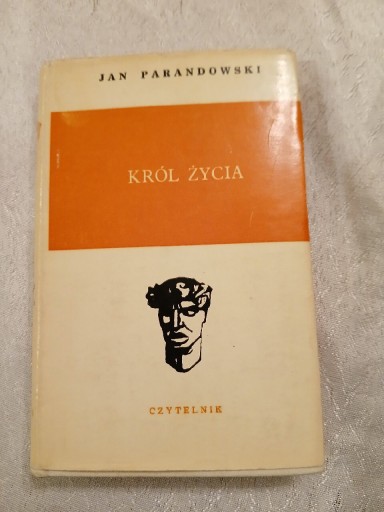 JAN PARANDOWSKI
KRÓL ŻYCIA
CZYTELNIK